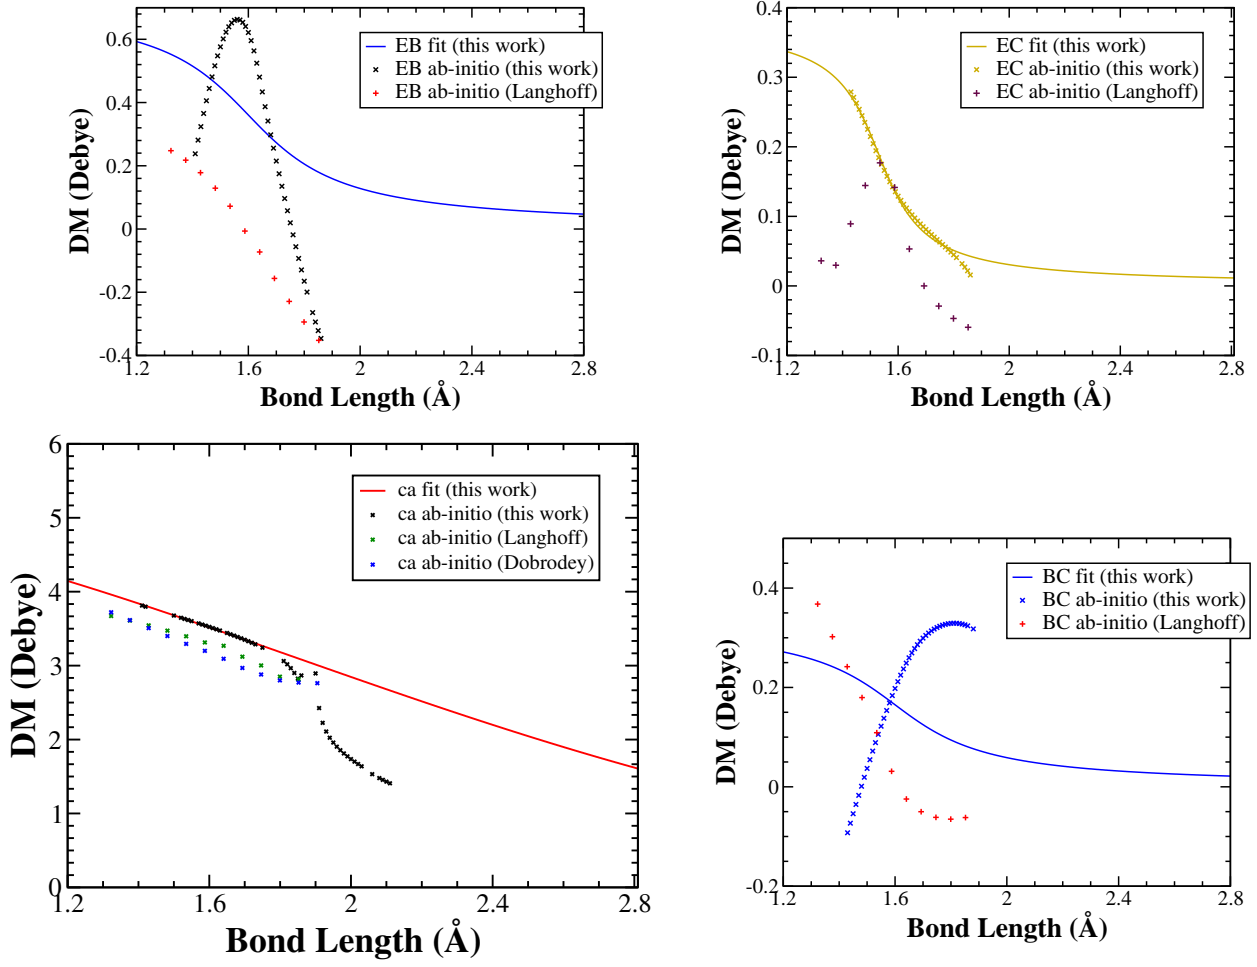 0.6
0.4
0.2
0
-0.2
-0.4
DM (Debye)
EB fit (this work)
EB ab-initio (this work)
EB ab-initio (Langhoff)
1.2
1.6
2
2.4
2.8
Bond Length (Å)
0.4
0.3
0.2
0.1
0
-0.1
DM (Debye)
EC fit (this work)
EC ab-initio (this work)
EC ab-initio (Langhoff)
1.2
1.6
2
2.4
2.8
Bond Length (Å)
6
5
4
3
2
1
0
DM (Debye)
ca fit (this work)
ca ab-initio (this work)
ca ab-initio (Langhoff)
ca ab-initio (Dobrodey)
1.2
1.6
2
2.4
2.8
Bond Length (Å)
0.4
0.2
0
-0.2
DM (Debye)
BC fit (this work)
BC ab-initio (this work)
BC ab-initio (Langhoff)
1.2
1.6
2
2.4
2.8
Bond Length (Å)